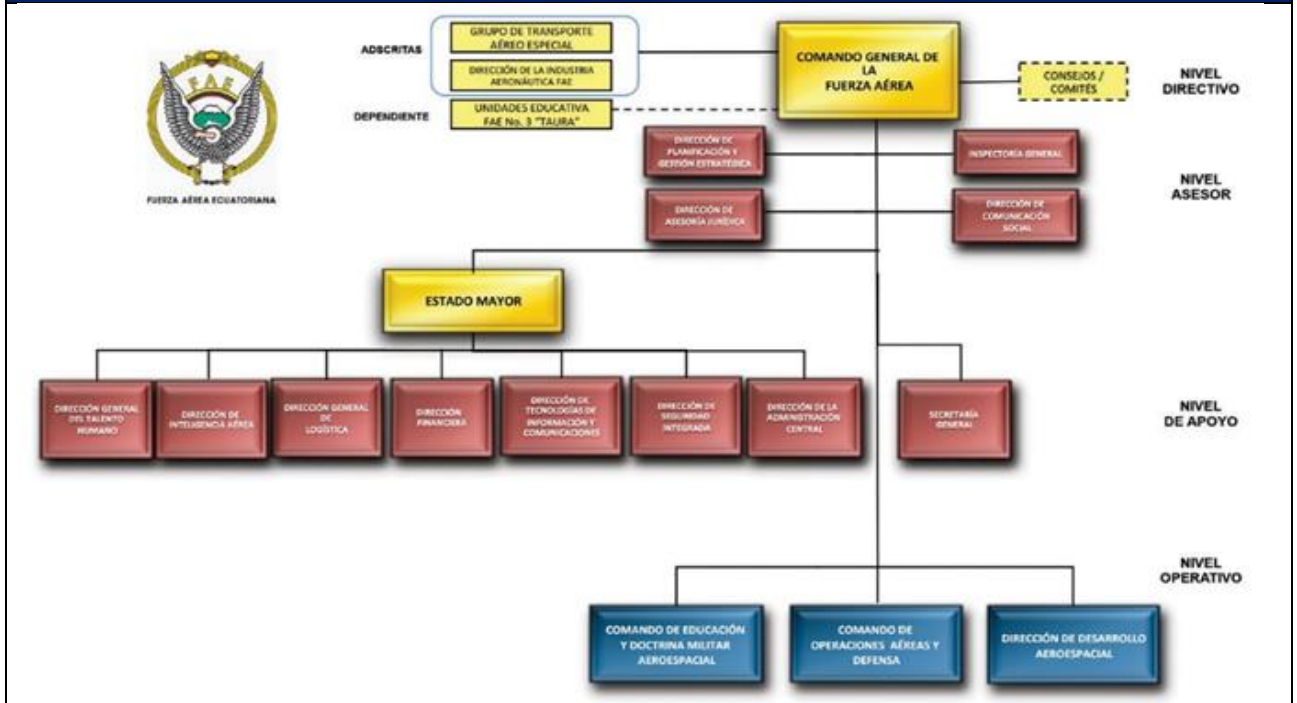 ADSCRITAS
GRUPO DE TRANSPORTE
AÉREO ESPECIAL
DIRECCIÓN DE LA INDUSTRIA
AERONÁUTICA FAE
DEPENDIENTE
UNIDADES EDUCATIVA
FAE No. 3 "TAURA"
COMANDO GENERAL DE
LA
FUERZA AÉREA
CONSEJOS /
COMITÉS
NIVEL
DIRECTIVO
FAE
FUERZA AÉREA ECUATORIANA
DIRECCIÓN DE
PLANIFICACIÓN Y
GESTIÓN ESTRATÉGICA
INSPECTORÍA GENERAL
DIRECCIÓN DE
ASESORÍA JURÍDICA
DIRECCIÓN DE
COMUNICACIÓN
SOCIAL
NIVEL
ASESOR
ESTADO MAYOR
DIRECCIÓN GENERAL
DEL TALENTO
HUMANO
DIRECCIÓN DE
INTELIGENCIA AÉREA
DIRECCIÓN GENERAL
DE
LOGÍSTICA
DIRECCIÓN
FINANCIERA
DIRECCIÓN DE
TECNOLOGÍAS DE
INFORMACIÓN Y
COMUNICACIONES
DIRECCIÓN DE
SEGURIDAD
INTEGRADA
DIRECCIÓN DE LA
ADMINISTRACIÓN
CENTRAL
SECRETARÍA
GENERAL
NIVEL
DE APOYO
NIVEL
OPERATIVO
COMANDO DE EDUCACIÓN
Y DOCTRINA MILITAR
AEROESPACIAL
COMANDO DE
OPERACIONES AÉREAS Y
DEFENSA
DIRECCIÓN DE DESARROLLO
AEROESPACIAL